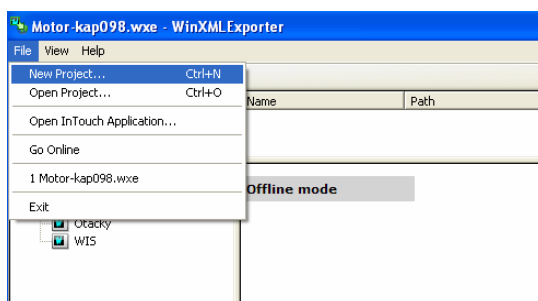 Motor-kap098.wxe - WinXMLExporter
File View Help
New Project... Ctrl+N
Open Project... Ctrl+O
Open InTouch Application...
Go Online
1 Motor-kap098.wxe
Exit
Name Path
Offline mode
Otacky
WIS